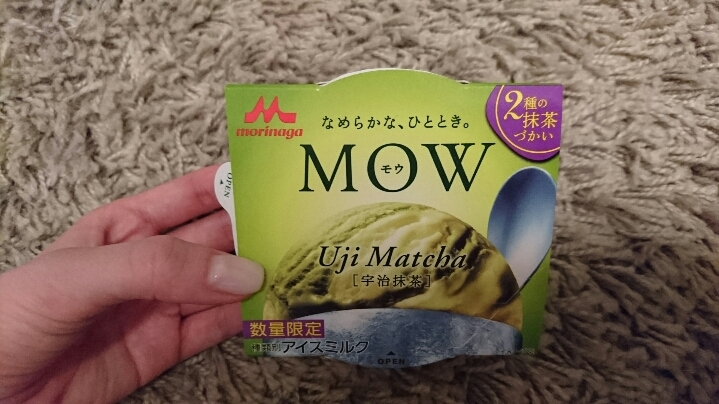 morinaga
なめらかな、ひととき。
MOW
モウ
2種の
抹茶
づかい
OPEN
Uji Matcha
[宇治抹茶]
数量限定
種類別 アイスミルク
OPEN